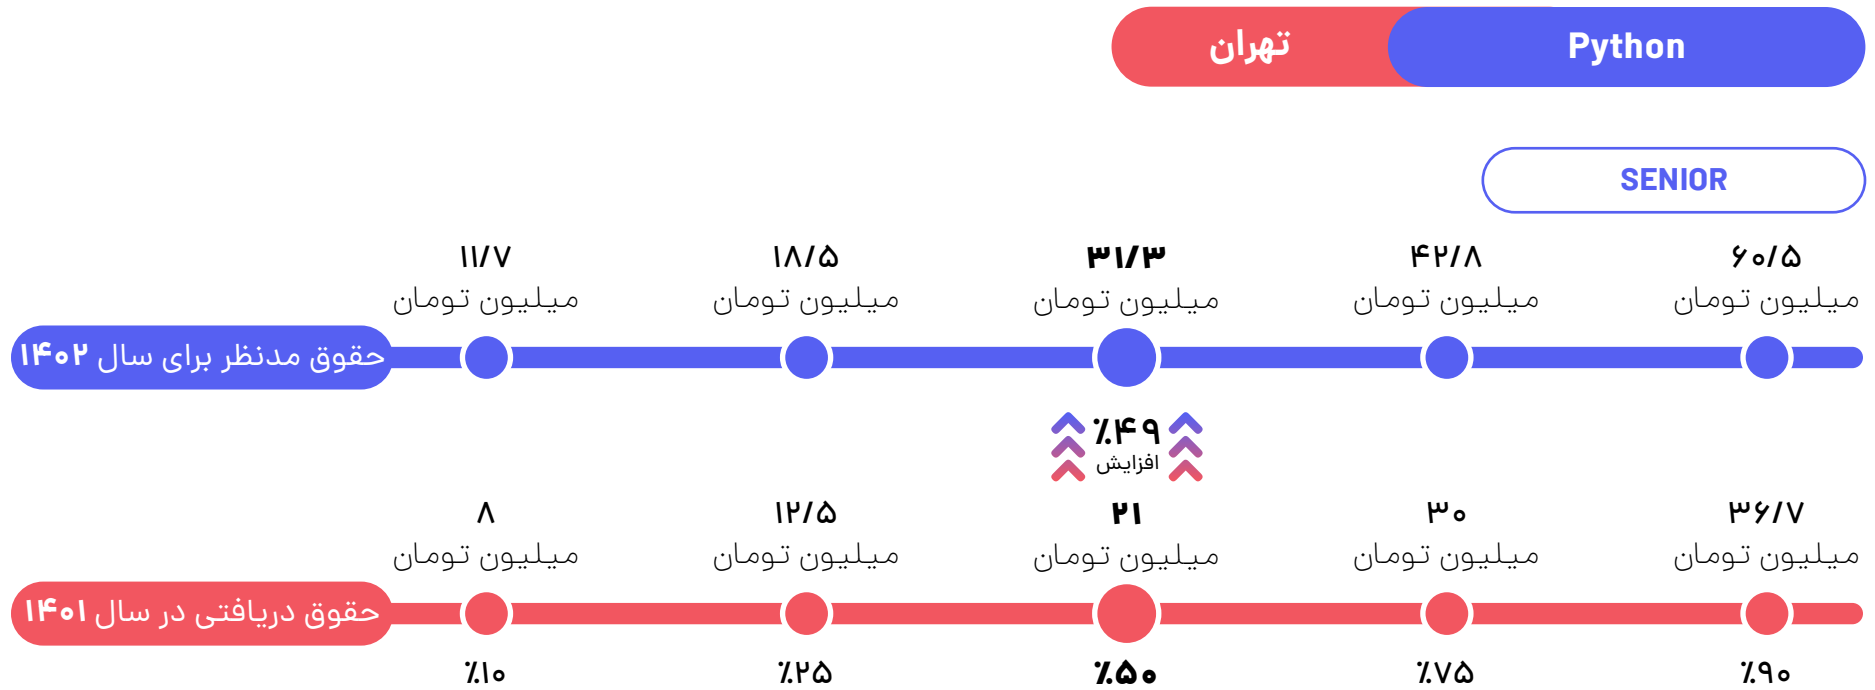 Python
تهران
SENIOR
۶۰/۵
میلیون تومان
۴۲/۸
میلیون تومان
۳۱/۳
میلیون تومان
۱۸/۵
میلیون تومان
۱۱/۷
میلیون تومان
حقوق مدنظر برای سال ۱۴۰۲
٪۴۹
افزایش
۳۶/۷
میلیون تومان
۳۰
میلیون تومان
۲۱
میلیون تومان
۱۲/۵
میلیون تومان
۸
میلیون تومان
حقوق دریافتی در سال ۱۴۰۱
٪۹۰
٪۷۵
٪۵۰
٪۲۵
٪۱۰